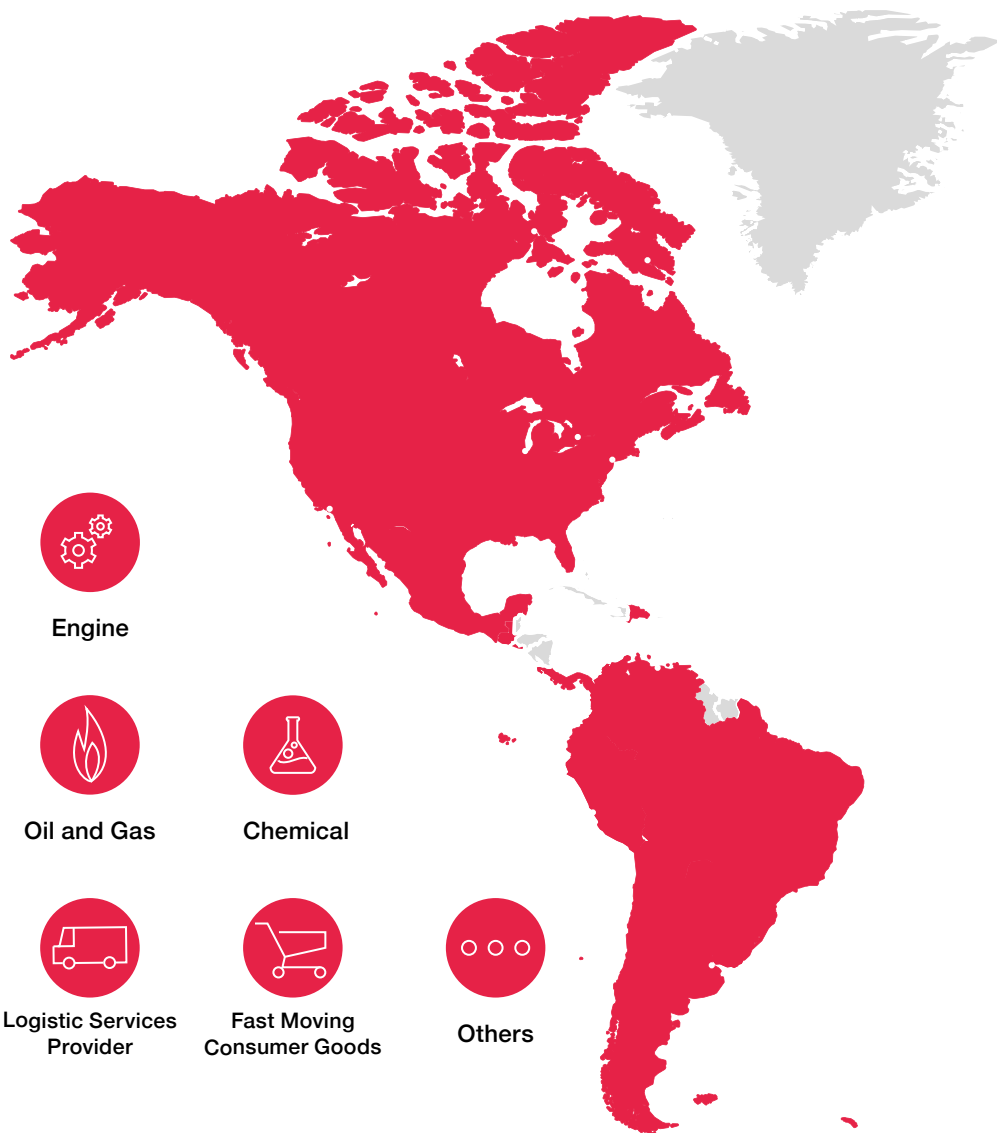 Engine
Oil and Gas
Chemical
Logistic Services
Provider
Fast Moving
Consumer Goods
Others